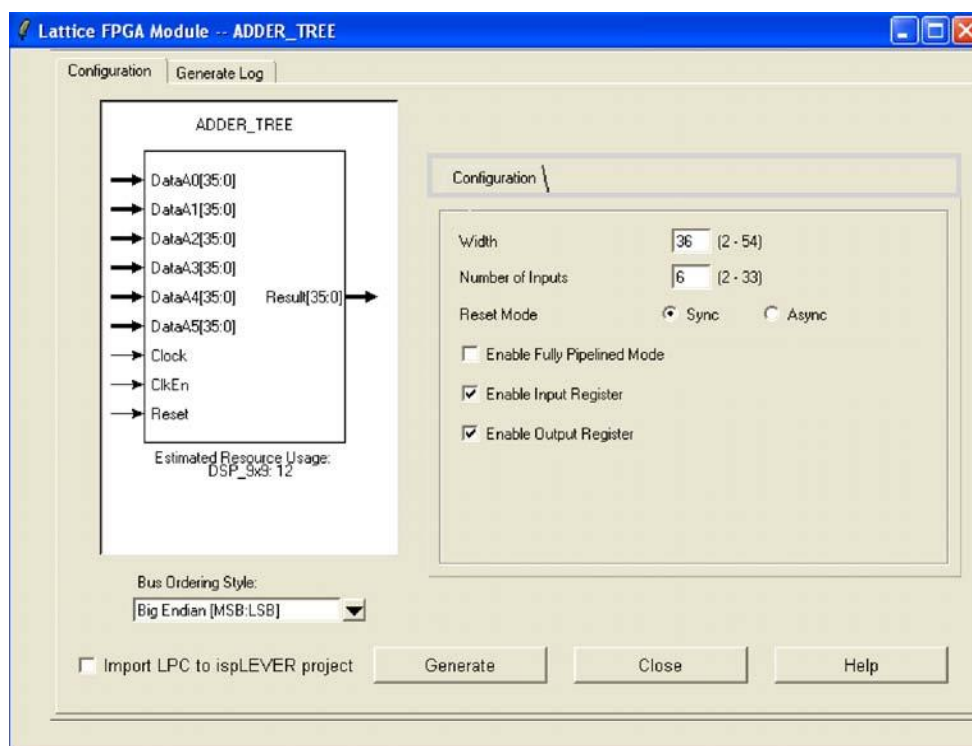 Lattice FPGA Module -- ADDER_TREE
Configuration
Generate Log
ADDER_TREE
DataA0[35:0]
DataA1[35:0]
DataA2[35:0]
DataA3[35:0]
DataA4[35:0] Result[35:0]
DataA5[35:0]
Clock
ClkEn
Reset
Estimated Resource Usage:
DSP_9x9: 12
Configuration
Width 36 (2 - 54)
Number of Inputs 6 (2 - 33)
Reset Mode Sync Async
Enable Fully Pipelined Mode
Enable Input Register
Enable Output Register
Bus Ordering Style:
Big Endian [MSB:LSB]
Import LPC to ispLEVER project
Generate
Close
Help